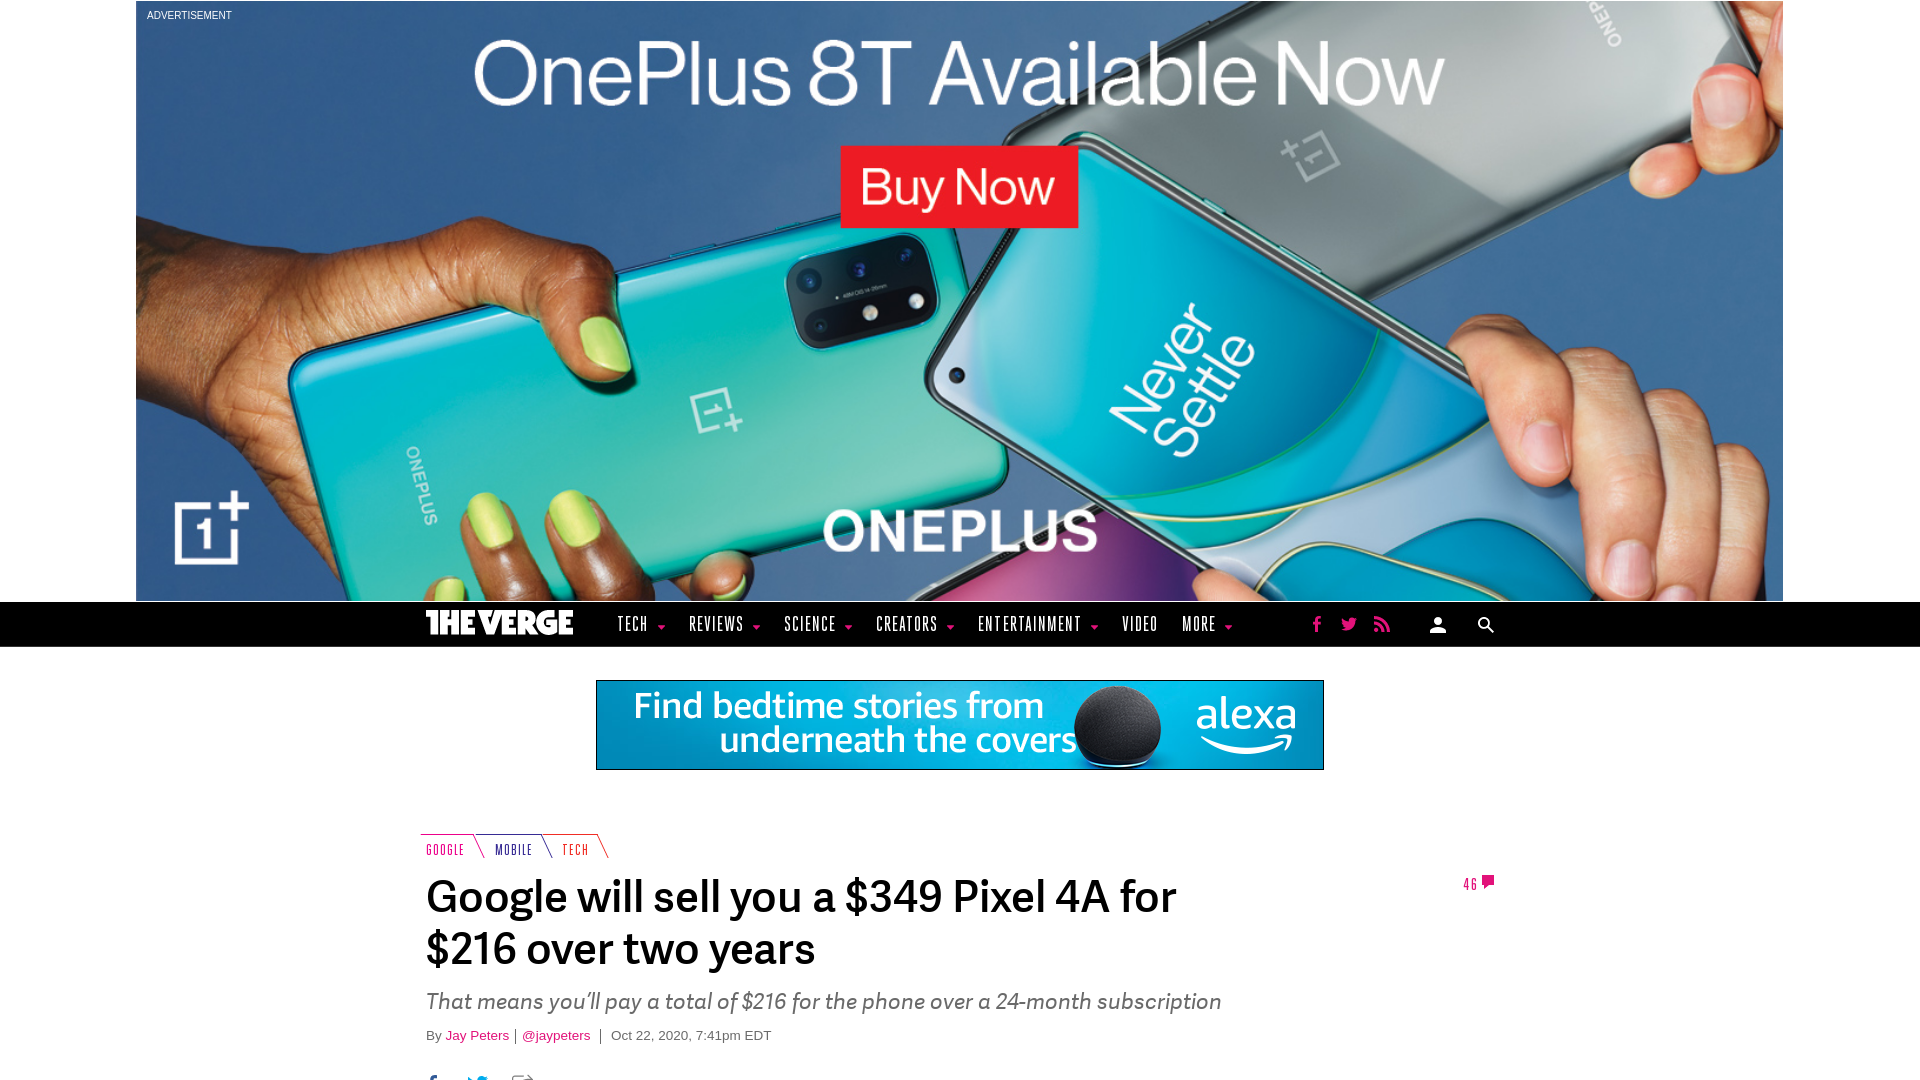 ADVERTISEMENT
OnePlus 8T Available Now
ONEPLUS
Buy Now
Never
Settle
ONEPLUS
ONEPLUS
THE VERGE TECH REVIEWS SCIENCE CREATORS ENTERTAINMENT VIDEO MORE
Find bedtime stories from
underneath the covers
alexa
GOOGLE MOBILE TECH
Google will sell you a $349 Pixel 4A for
$216 over two years
46
That means you'll pay a total of $216 for the phone over a 24-month subscription
By Jay Peters | @jaypeters | Oct 22, 2020, 7:41pm EDT